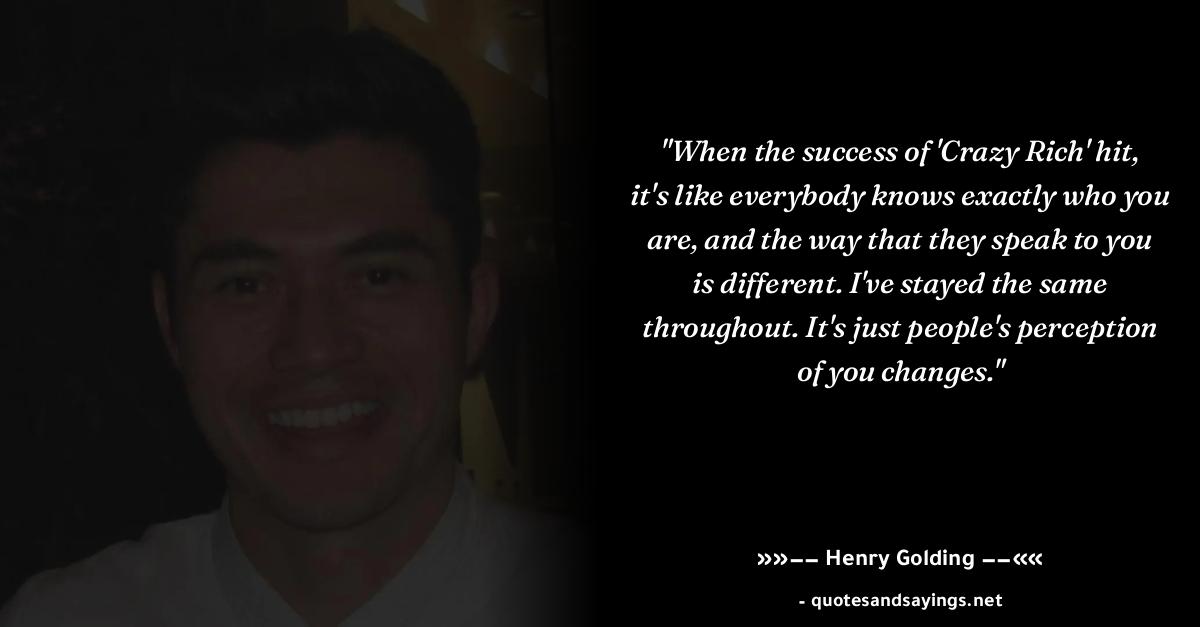 "When the success of 'Crazy Rich' hit,
it's like everybody knows exactly who you
are, and the way that they speak to you
is different. I've stayed the same
throughout. It's just people's perception
of you changes."
»»−− Henry Golding −−««
- quotesandsayings.net